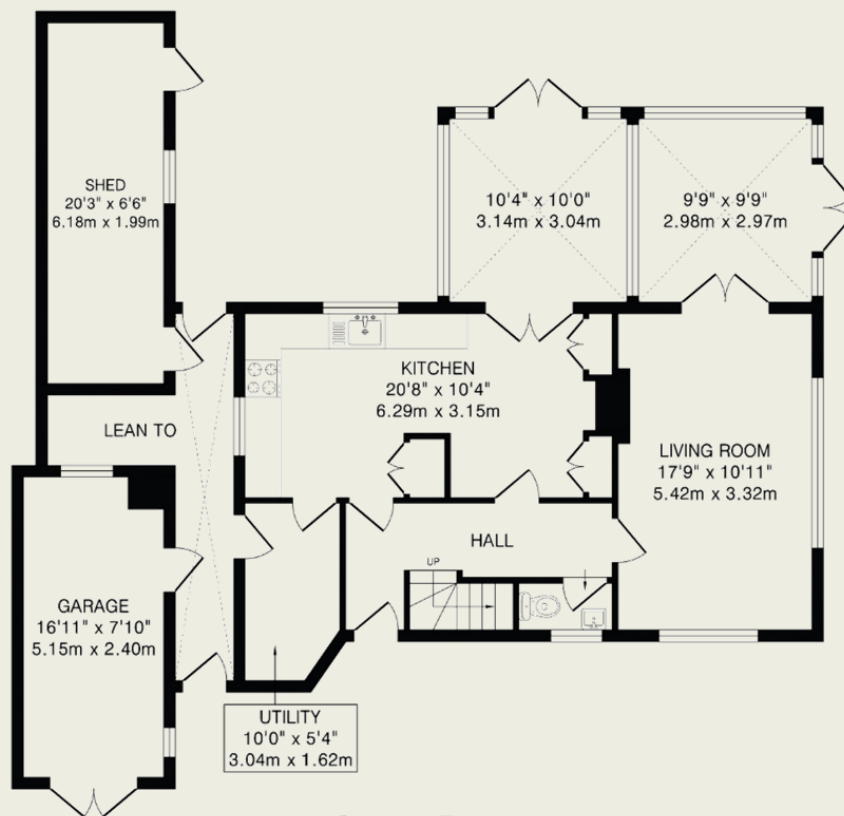 SHED
20'3" x 6'6"
6.18m x 1.99m
10'4" x 10'0"
3.14m x 3.04m
9'9" x 9'9"
2.98m x 2.97m
KITCHEN
20'8" x 10'4"
6.29m x 3.15m
LEAN TO
LIVING ROOM
17'9" x 10'11"
5.42m x 3.32m
HALL
UP
GARAGE
16'11" x 7'10"
5.15m x 2.40m
UTILITY
10'0" x 5'4"
3.04m x 1.62m